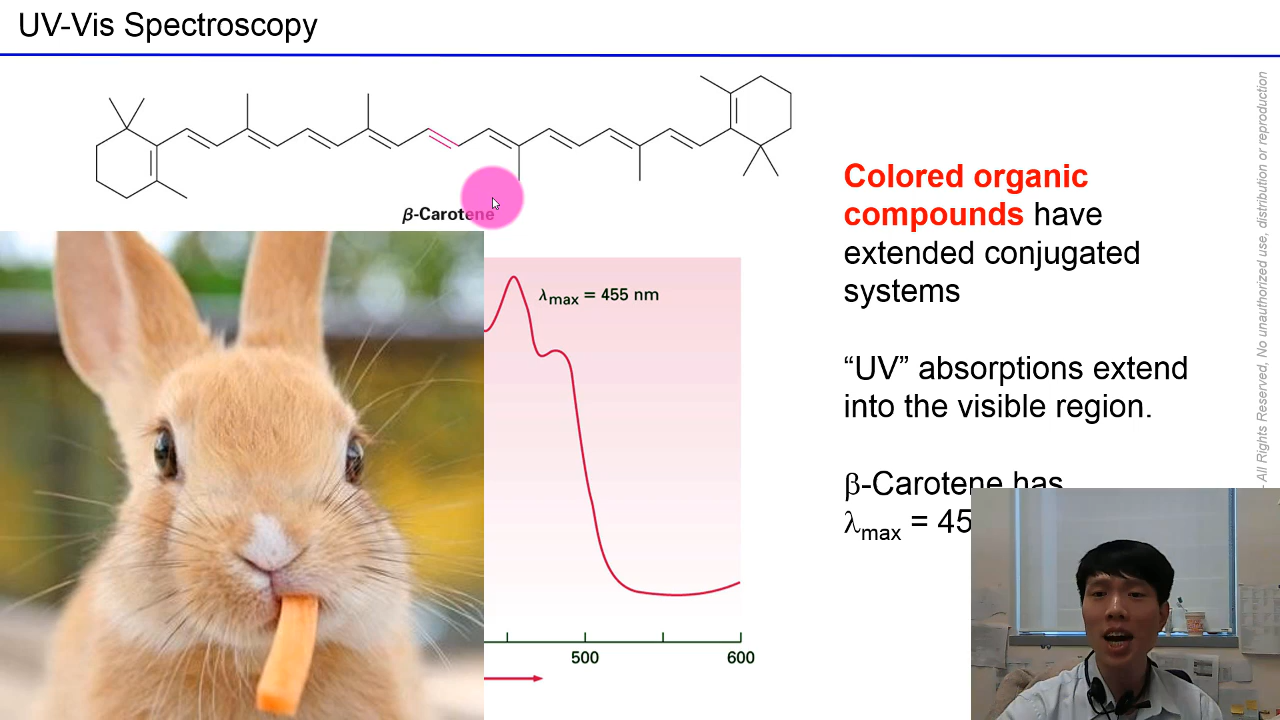 UV-Vis Spectroscopy
β-Carotene
λmax = 455 nm
500
600
Colored organic
compounds have
extended conjugated
systems
“UV” absorptions extend
into the visible region.
β-Carotene has
λmax = 45
- All Rights Reserved, No unauthorized use, distribution or reproduction